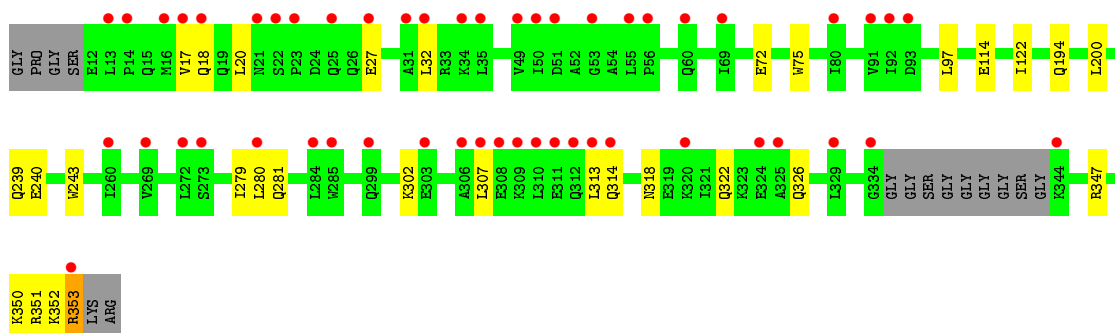 GLY PRO GLY SER E12 L13 P14 Q15 M16 V17 Q18 Q19 L20 N21 S22 P23 D24 Q25 Q26 E27 A31 L32 R33 K34 L35 V49 I50 D51 A52 G53 A54 L55 P56 Q60 I69 E72 W75 I80 V91 I92 D93 L97 E114 I122 Q194 L200
Q239 E240 W243 I260 V269 L272 S273 I279 L280 Q281 L284 W285 Q299 K302 E303 A306 L307 E308 K309 L310 E311 Q312 L313 Q314 N318 E319 K320 I321 Q322 K323 E324 A325 Q326 L329 G334 GLY GLY SER GLY GLY GLY GLY SER GLY K344 R347
K350 R351 K352 R353 LYS ARG